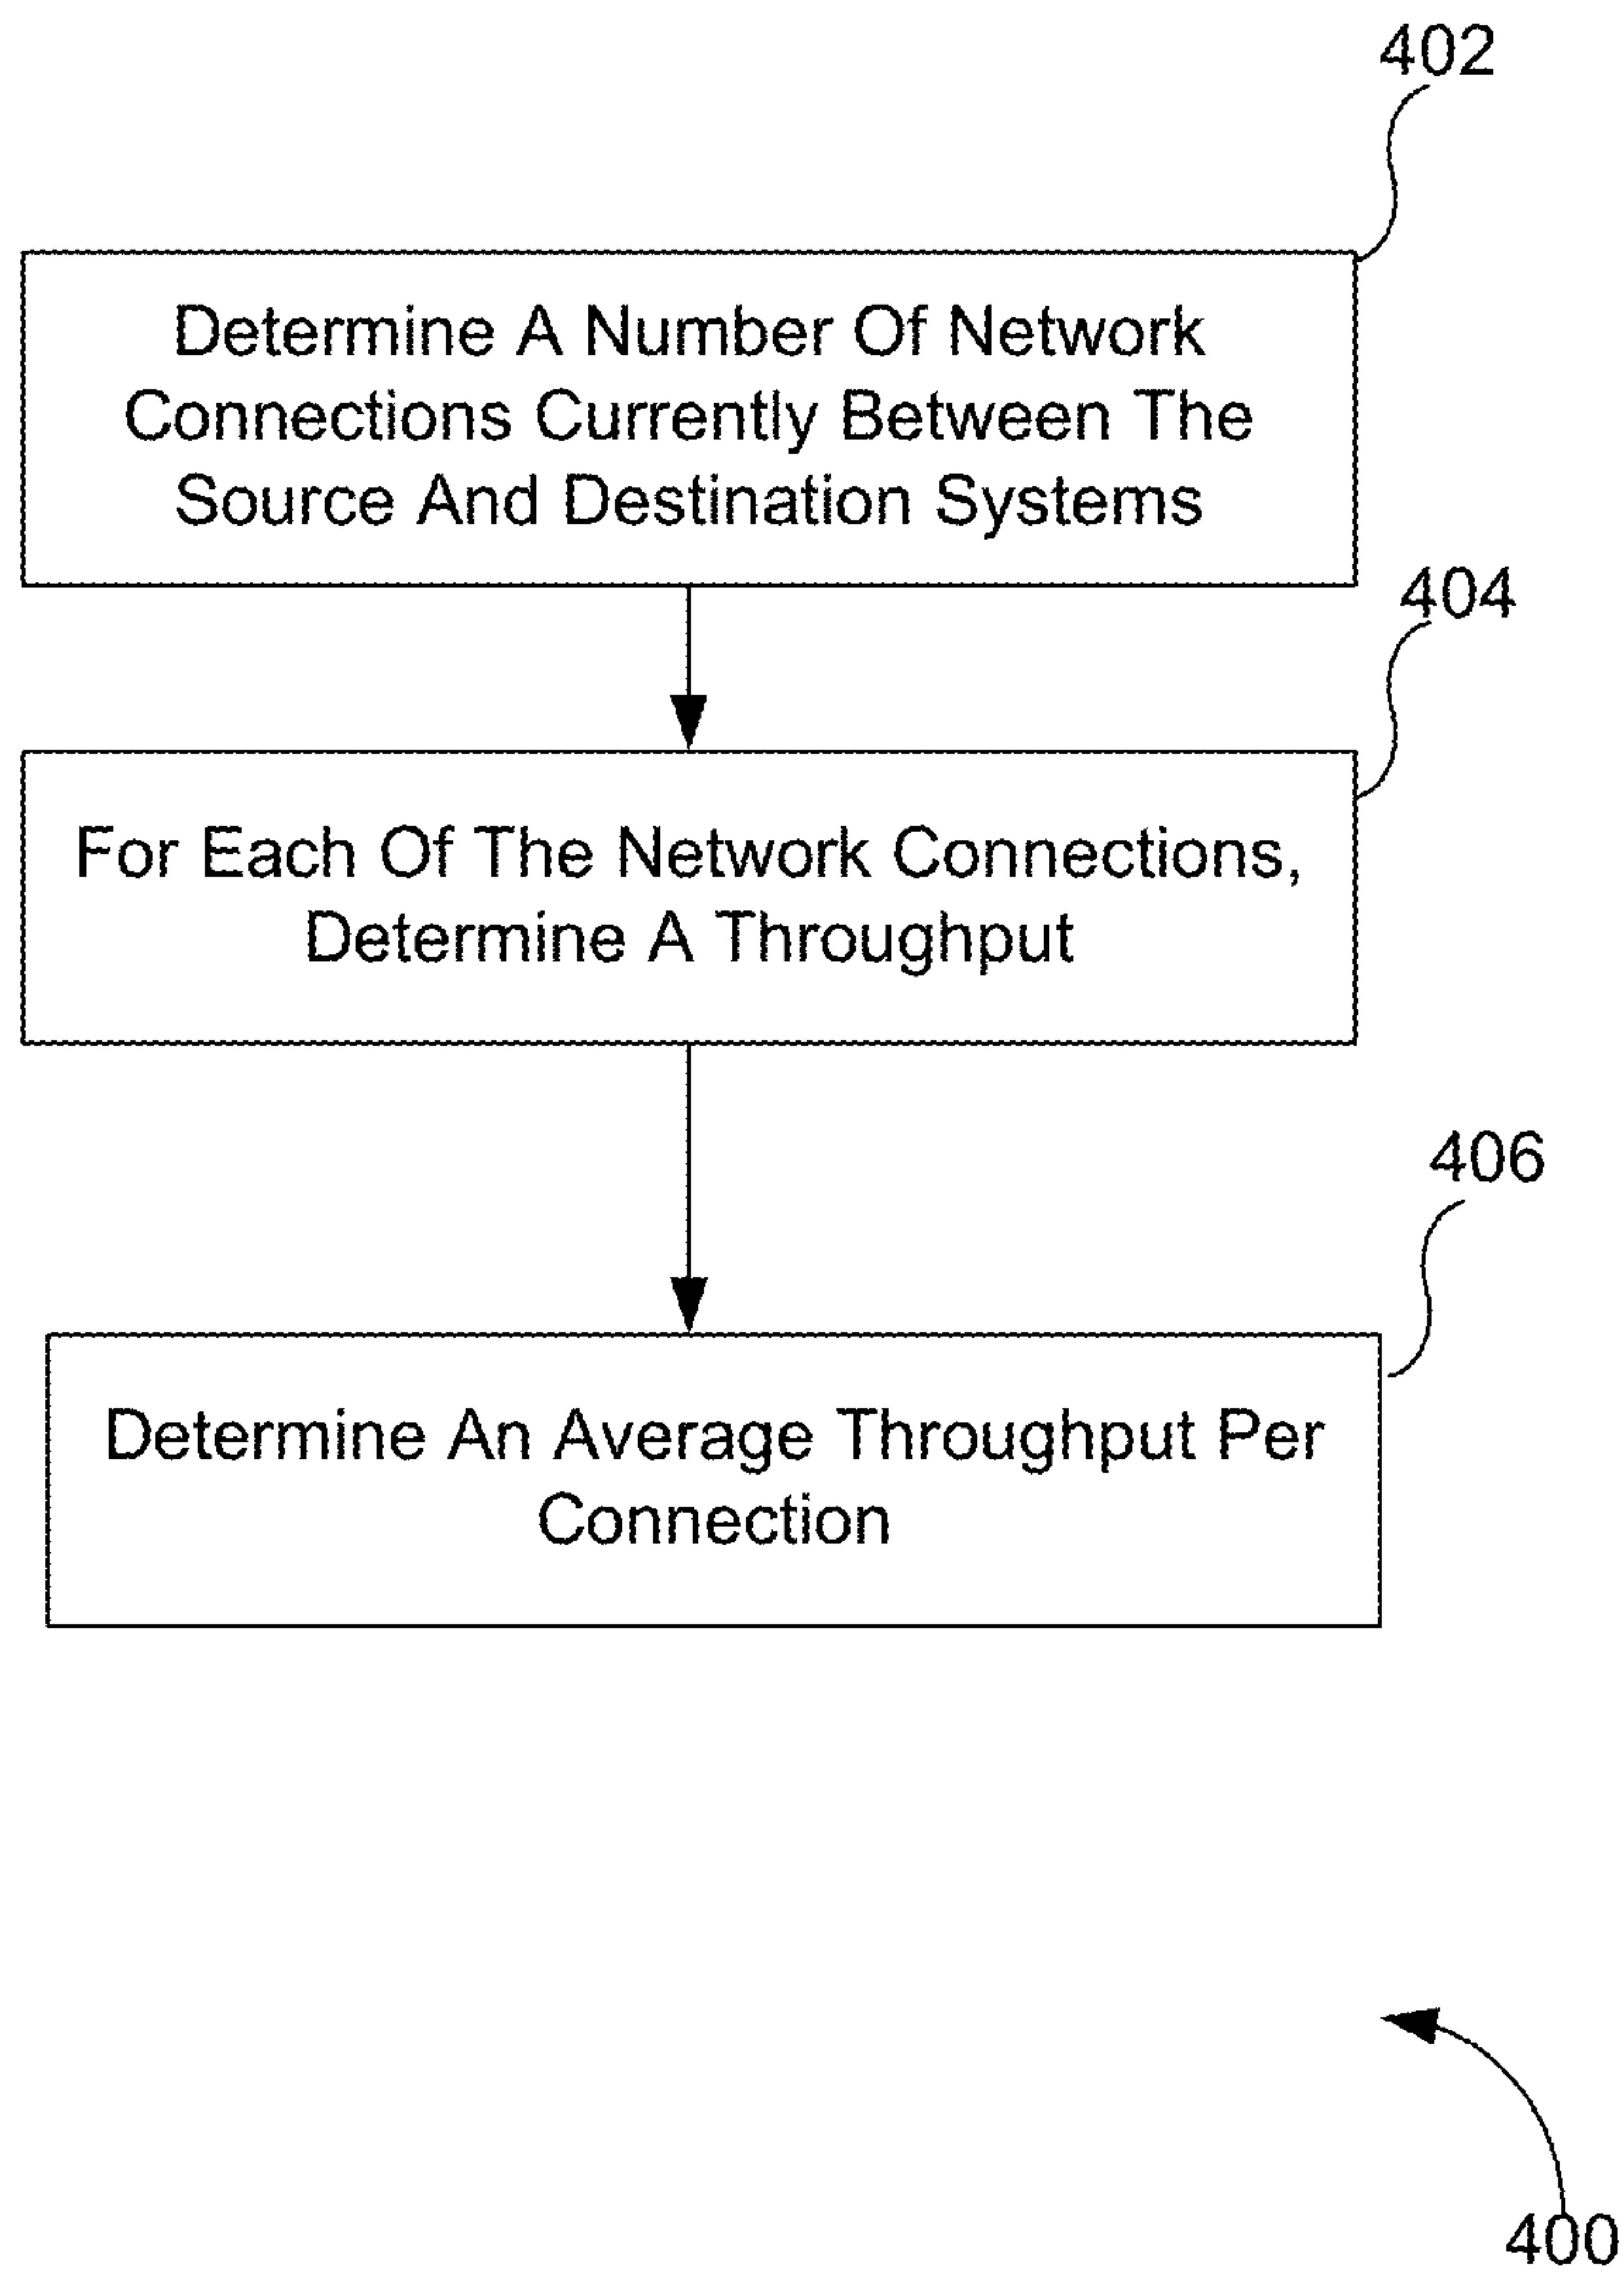 402
Determine A Number Of Network
Connections Currently Between The
Source And Destination Systems
404
For Each Of The Network Connections,
Determine A Throughput
406
Determine An Average Throughput Per
Connection
400